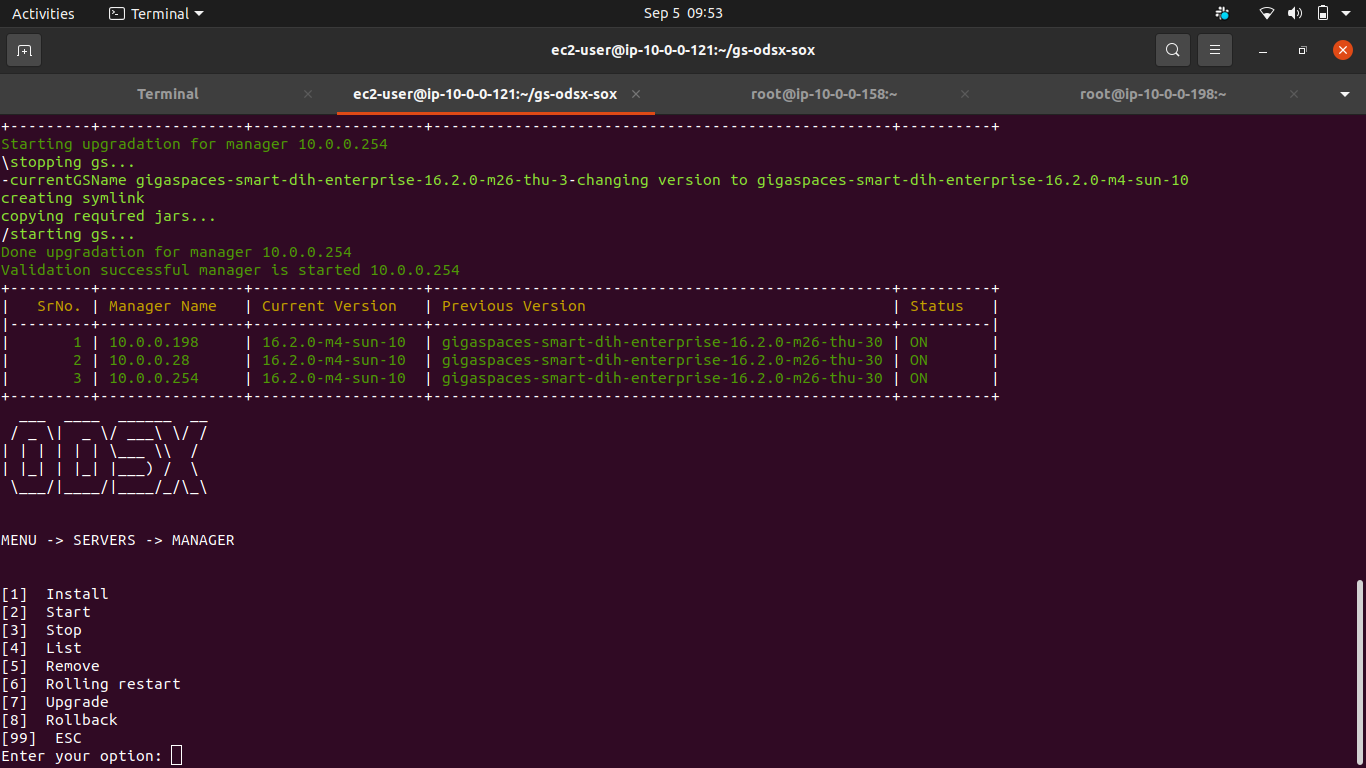 Activities Terminal Sep 5 09:53
ec2-user@ip-10-0-0-121:~/gs-odsx-sox
Terminal × ec2-user@ip-10-0-0-121:~/gs-odsx-sox × root@ip-10-0-0-158:~ × root@ip-10-0-0-198:~ ×
+---------+----------------+-------------------+---------------------------------------------------+----------+
Starting upgradation for manager 10.0.0.254
\stopping gs...
-currentGSName gigaspaces-smart-dih-enterprise-16.2.0-m26-thu-3-changing version to gigaspaces-smart-dih-enterprise-16.2.0-m4-sun-10
creating symlink
copying required jars...
/starting gs...
Done upgradation for manager 10.0.0.254
Validation successful manager is started 10.0.0.254
+---------+----------------+-------------------+---------------------------------------------------+----------+
|   SrNo. | Manager Name   | Current Version   | Previous Version                                  | Status   |
|---------+----------------+-------------------+---------------------------------------------------+----------|
|       1 | 10.0.0.198     | 16.2.0-m4-sun-10  | gigaspaces-smart-dih-enterprise-16.2.0-m26-thu-30 | ON       |
|       2 | 10.0.0.28      | 16.2.0-m4-sun-10  | gigaspaces-smart-dih-enterprise-16.2.0-m26-thu-30 | ON       |
|       3 | 10.0.0.254     | 16.2.0-m4-sun-10  | gigaspaces-smart-dih-enterprise-16.2.0-m26-thu-30 | ON       |
+---------+----------------+-------------------+---------------------------------------------------+----------+
ODSX
MENU -> SERVERS -> MANAGER
[1]  Install
[2]  Start
[3]  Stop
[4]  List
[5]  Remove
[6]  Rolling restart
[7]  Upgrade
[8]  Rollback
[99]  ESC
Enter your option: